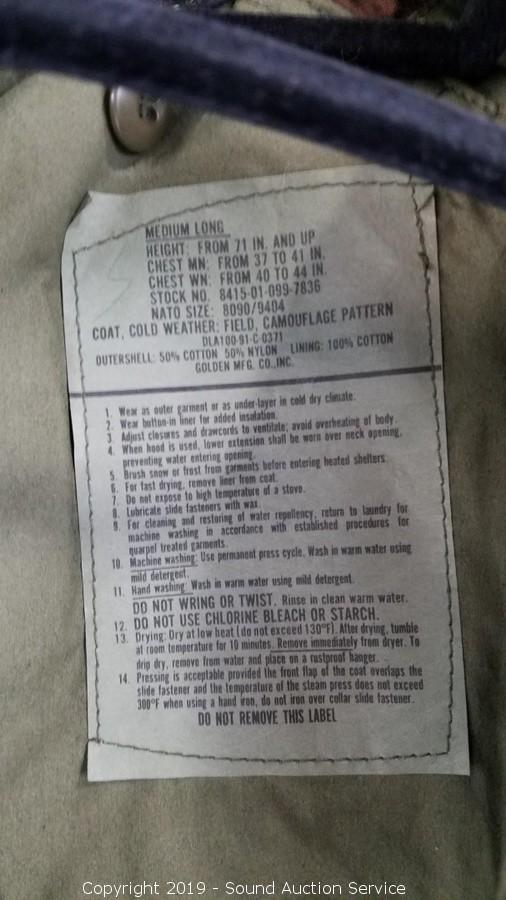 MEDIUM LONG
HEIGHT: FROM 71 IN. AND UP
CHEST MN: FROM 37 TO 41 IN.
CHEST WN: FROM 40 TO 44 IN.
STOCK NO. 8415-01-099-7836
NATO SIZE: 8090/9404
COAT, COLD WEATHER: FIELD, CAMOUFLAGE PATTERN
DLA100-91-C-0371
OUTERSHELL: 50% COTTON 50% NYLON LINING: 100% COTTON
GOLDEN MFG. CO.,INC.
1. Wear as outer garment or as under-layer in cold dry climate.
2. Wear button-in liner for added insulation.
3. Adjust closures and drawcords to ventilate; avoid overheating of body.
4. When hood is used, lower extension shall be worn over neck opening,
preventing water entering opening.
5. Brush snow or frost from garments before entering heated shelters.
6. For fast drying, remove liner from coat.
7. Do not expose to high temperature of a stove.
8. Lubricate slide fasteners with wax.
9. For cleaning and restoring of water repellency, return to laundry for
machine washing in accordance with established procedures for
quarpel treated garments.
10. Machine washing: Use permanent press cycle. Wash in warm water using
mild detergent.
11. Hand washing: Wash in warm water using mild detergent.
DO NOT WRING OR TWIST. Rinse in clean warm water.
12. DO NOT USE CHLORINE BLEACH OR STARCH.
13. Drying: Dry at low heat (do not exceed 130°F). After drying, tumble
at room temperature for 10 minutes. Remove immediately from dryer. To
drip dry, remove from water and place on a rustproof hanger.
14. Pressing is acceptable provided the front flap of the coat overlaps the
slide fastener and the temperature of the steam press does not exceed
300°F when using a hand iron, do not iron over collar slide fastener.
DO NOT REMOVE THIS LABEL
Copyright 2019 - Sound Auction Service